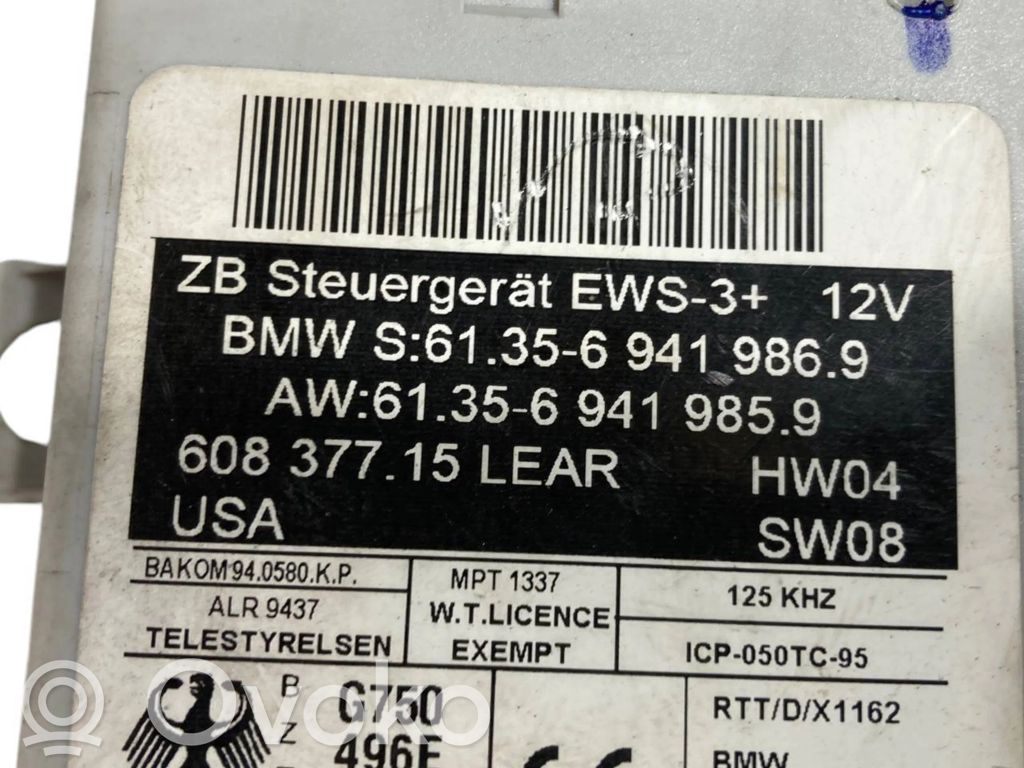 ZB Steuergerät EWS-3+ 12V
BMW S:61.35-6 941 986.9
AW:61.35-6 941 985.9
608 377.15 LEAR HW04
USA SW08
BAKOM 94.0580.K.P.
ALR 9437
TELESTYRELSEN
MPT 1337
W.T.LICENCE
EXEMPT
125 KHZ
ICP-050TC-95
B
Z
G750
496E
RTT/D/X1162
BMW
Ovoko